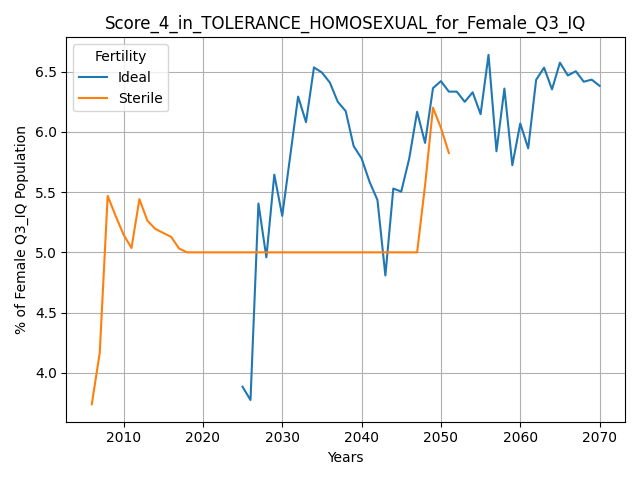 Score_4_in_TOLERANCE_HOMOSEXUAL_for_Female_Q3_IQ
Fertility
Ideal
Sterile
% of Female Q3_IQ Population
6.5
6.0
5.5
5.0
4.5
4.0
2010 2020 2030 2040 2050 2060 2070
Years